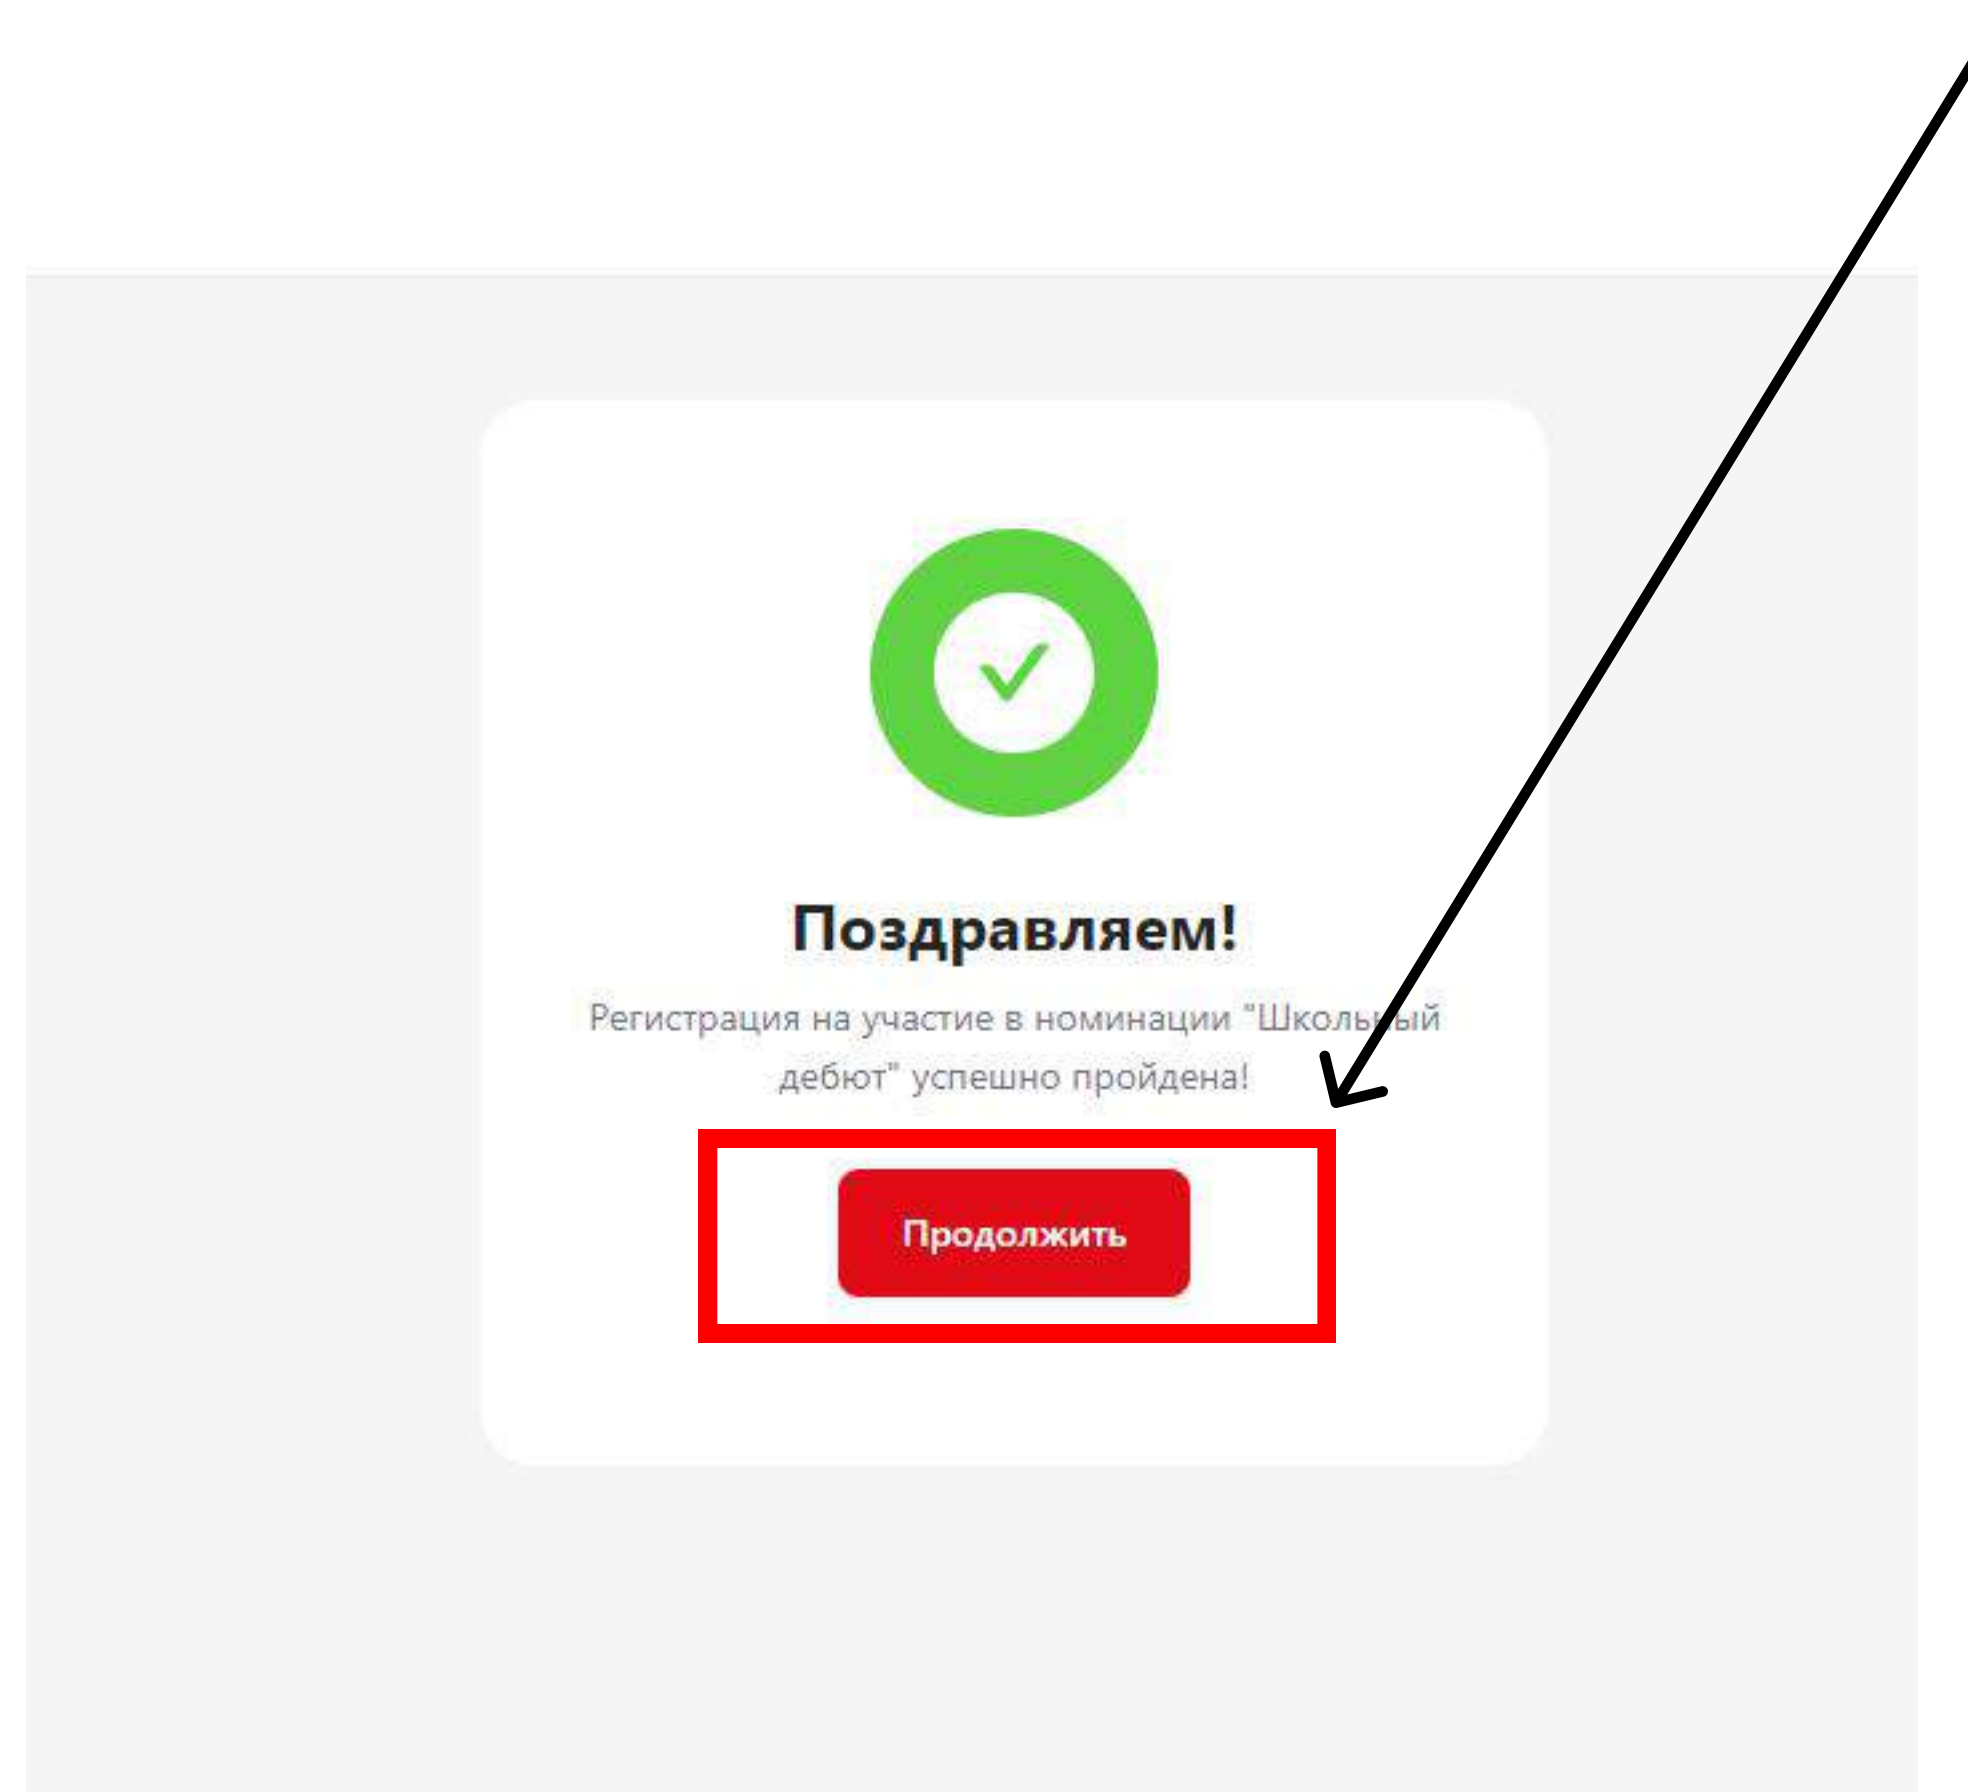 Поздравляем!
Регистрация на участие в номинации "Школьный
дебют" успешно пройдена!
Продолжить